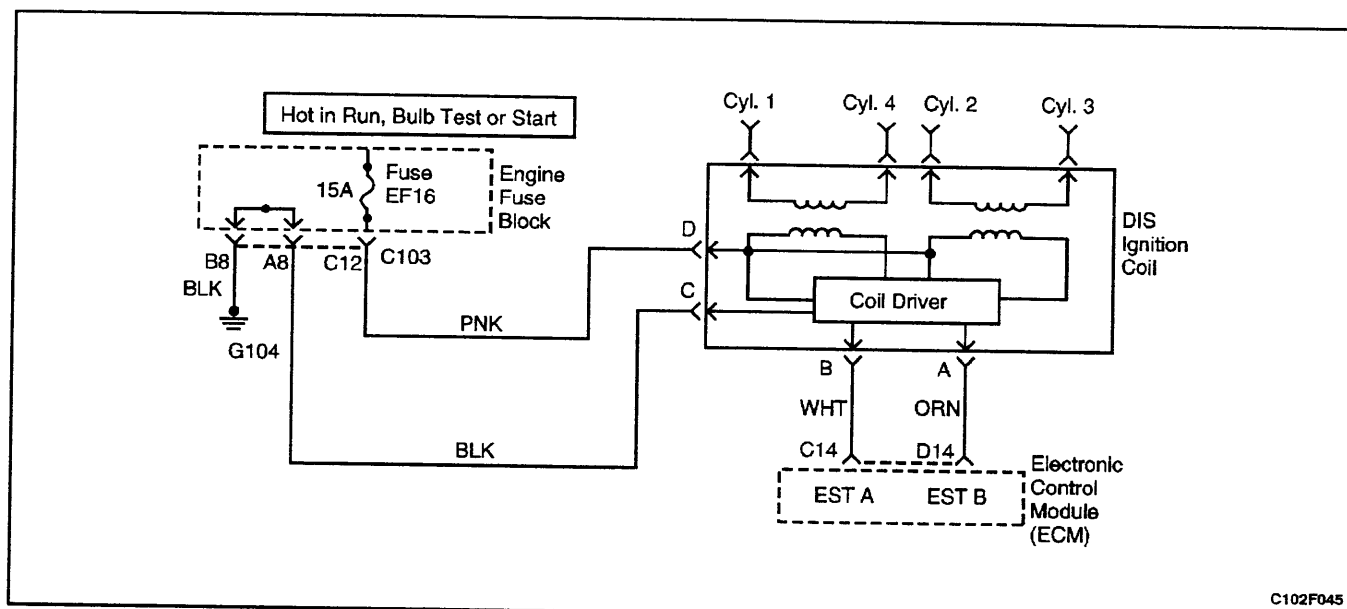 Hot in Run, Bulb Test or Start
Cyl. 1
Cyl. 4
Cyl. 2
Cyl. 3
15A
Fuse
EF16
Engine
Fuse
Block
B8
A8
C12
C103
BLK
G104
PNK
BLK
D
C
DIS
Ignition
Coil
Coil Driver
B
A
WHT
ORN
C14
D14
EST A
EST B
Electronic
Control
Module
(ECM)
C102F045